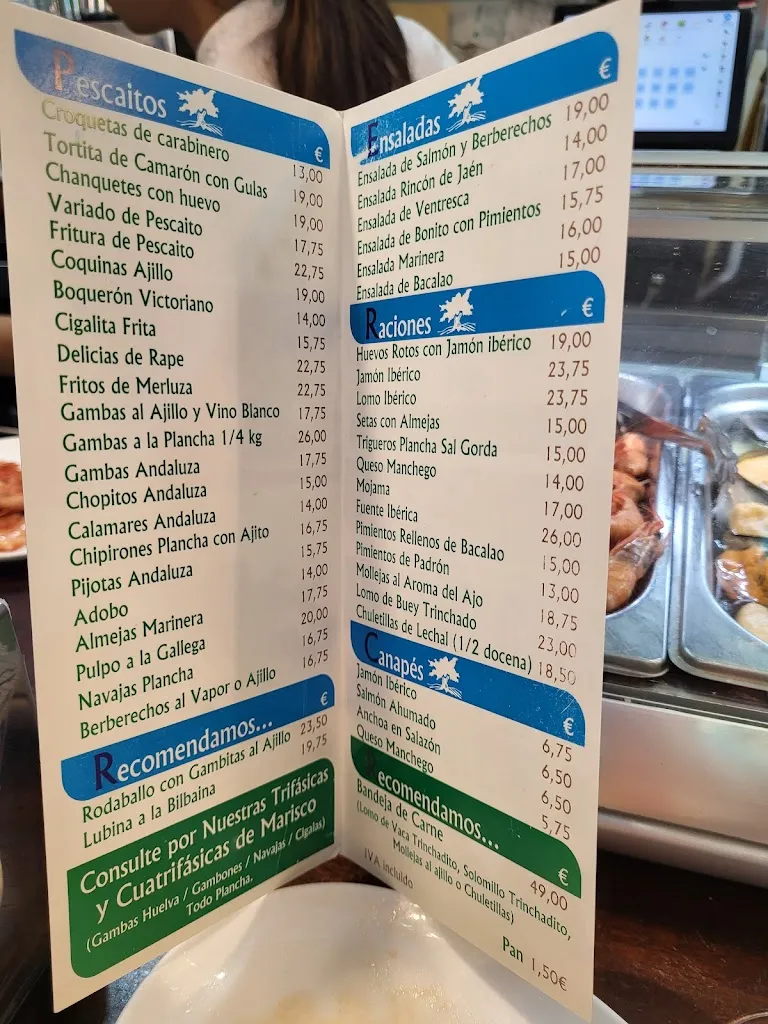 Pescaitos €
Croquetas de carabinero 13,00
Tortita de Camarón con Gulas 19,00
Chanquetes con huevo 19,00
Variado de Pescaito 17,75
Fritura de Pescaito 22,75
Coquinas Ajillo 19,00
Boquerón Victoriano 14,00
Cigalita Frita 15,75
Delicias de Rape 22,75
Fritos de Merluza 22,75
Gambas al Ajillo y Vino Blanco 17,75
Gambas a la Plancha 1/4 kg 26,00
Gambas Andaluza 17,75
Chopitos Andaluza 15,00
Calamares Andaluza 14,00
Chipirones Plancha con Ajito 16,75
Pijotas Andaluza 15,75
Adobo 14,00
Almejas Marinera 17,75
Pulpo a la Gallega 20,00
Navajas Plancha 16,75
Berberechos al Vapor o Ajillo 16,75
Recomendamos... €
Rodaballo con Gambitas al Ajillo 23,50
Lubina a la Bilbaina 19,75
Consulte por Nuestras Trifásicas
y Cuatrifásicas de Marisco
(Gambas Huelva / Gambones / Navajas / Cigalas)
Todo Plancha.
Ensaladas €
Ensalada de Salmón y Berberechos 19,00
Ensalada Rincón de Jaén 14,00
Ensalada de Ventresca 17,00
Ensalada de Bonito con Pimientos 15,75
Ensalada Marinera 16,00
Ensalada de Bacalao 15,00
Raciones €
Huevos Rotos con Jamón ibérico 19,00
Jamón Ibérico 23,75
Lomo Ibérico 23,75
Setas con Almejas 15,00
Trigueros Plancha Sal Gorda 15,00
Queso Manchego 14,00
Mojama 17,00
Fuente Ibérica 26,00
Pimientos Rellenos de Bacalao 15,00
Pimientos de Padrón 13,00
Mollejas al Aroma del Ajo 18,75
Lomo de Buey Trinchado 23,00
Chuletillas de Lechal (1/2 docena) 18,50
Canapés €
Jamón Ibérico 6,75
Salmón Ahumado 6,50
Anchoa en Salazón 6,50
Queso Manchego 5,75
Recomendamos... €
Bandeja de Carne 49,00
(Lomo de Vaca Trinchadito, Solomillo Trinchadito,
Mollejas al ajillo o Chuletillas)
IVA incluido
Pan 1,50€